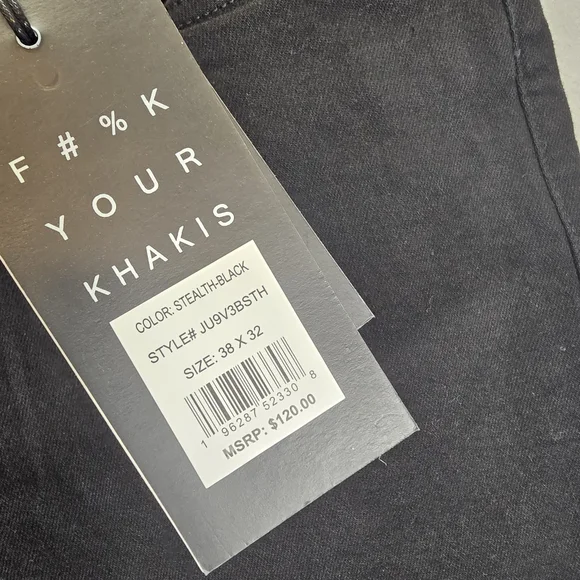 F#%K
YOUR
KHAKIS
COLOR: STEALTH-BLACK
STYLE# JU9V3BSTH
SIZE: 38 X 32
1 96287 52330 8
MSRP: $120.00